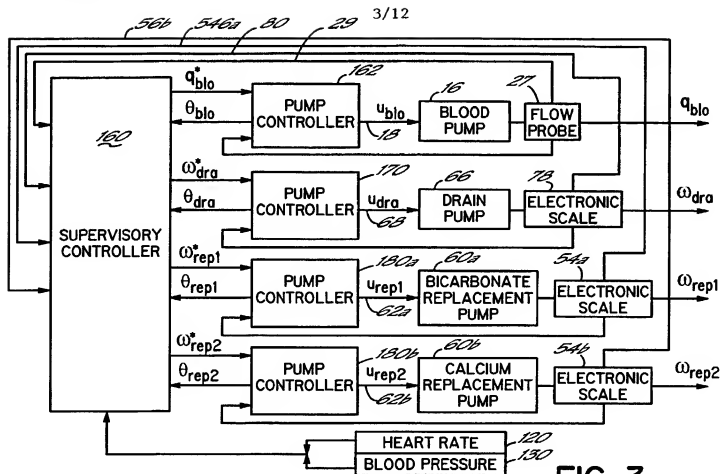 3/12
56b
546a
80
29
160
SUPERVISORY
CONTROLLER
q*blo
θblo
162
PUMP
CONTROLLER
ublo
18
16
BLOOD
PUMP
27
FLOW
PROBE
qblo
ω*dra
θdra
170
PUMP
CONTROLLER
udra
68
66
DRAIN
PUMP
78
ELECTRONIC
SCALE
ωdra
ω*rep1
θrep1
180a
PUMP
CONTROLLER
urep1
62a
60a
BICARBONATE
REPLACEMENT
PUMP
54a
ELECTRONIC
SCALE
ωrep1
ω*rep2
θrep2
180b
PUMP
CONTROLLER
urep2
62b
60b
CALCIUM
REPLACEMENT
PUMP
54b
ELECTRONIC
SCALE
ωrep2
HEART RATE
120
BLOOD PRESSURE
130